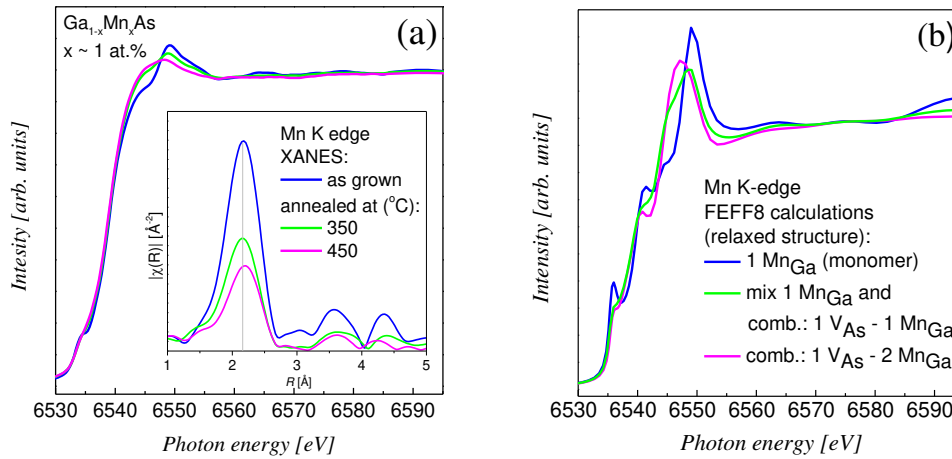 Ga1-xMnxAs
x ~ 1 at.%
(a)
Intesity [arb. units]
Mn K edge
XANES:
as grown
annealed at (°C):
350
450
|χ(R)| [Å-2]
1 2 3 4 5
R [Å]
6530 6540 6550 6560 6570 6580 6590
Photon energy [eV]
(b)
Intensity [arb. units]
Mn K-edge
FEFF8 calculations
(relaxed structure):
1 MnGa (monomer)
mix 1 MnGa and
comb.: 1 VAs - 1 MnGa
comb.: 1 VAs - 2 MnGa
6530 6540 6550 6560 6570 6580 6590
Photon energy [eV]